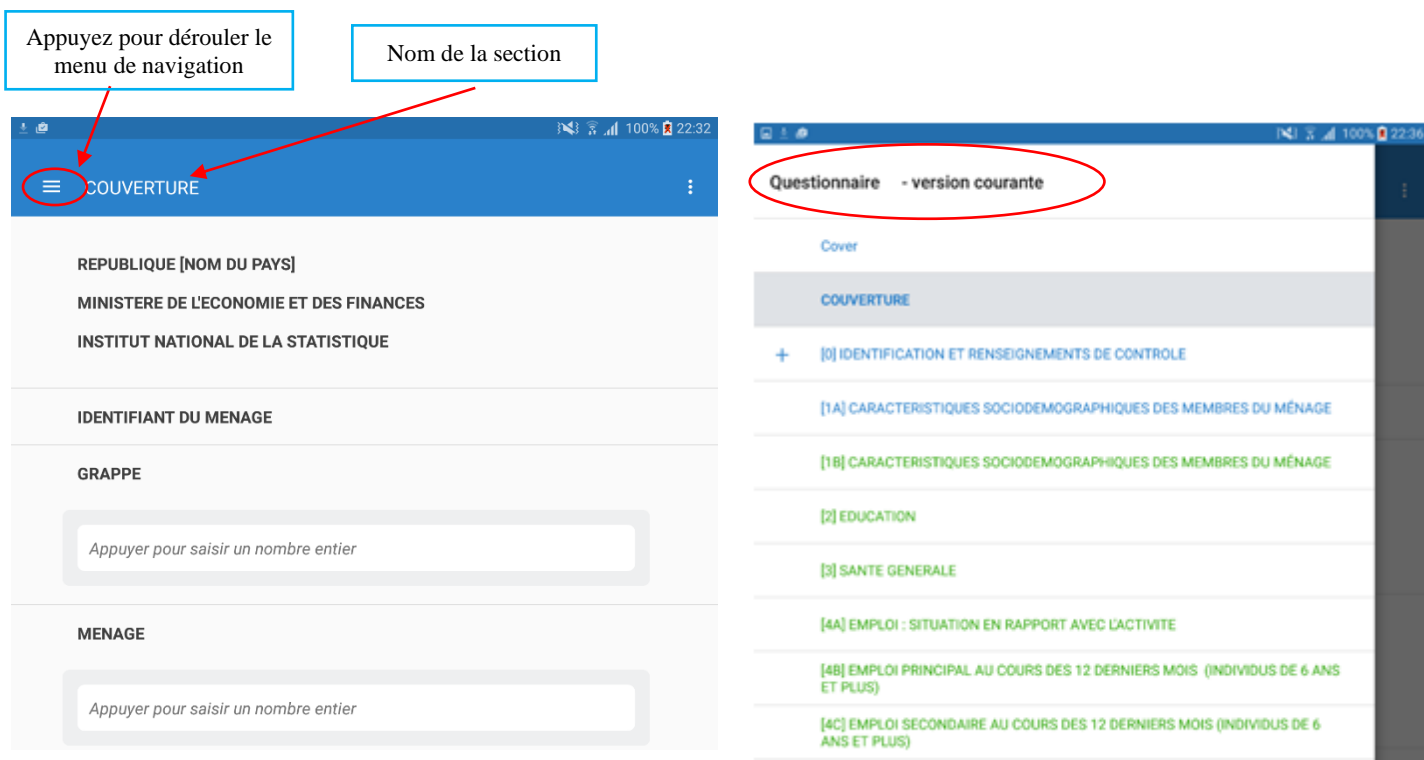 Appuyez pour dérouler le
menu de navigation
Nom de la section
100% 22:32
COUVERTURE
REPUBLIQUE [NOM DU PAYS]
MINISTERE DE L'ECONOMIE ET DES FINANCES
INSTITUT NATIONAL DE LA STATISTIQUE
IDENTIFIANT DU MENAGE
GRAPPE
Appuyer pour saisir un nombre entier
MENAGE
Appuyer pour saisir un nombre entier
100% 22:36
Questionnaire - version courante
Cover
COUVERTURE
[0] IDENTIFICATION ET RENSEIGNEMENTS DE CONTROLE
[1A] CARACTERISTIQUES SOCIODEMOGRAPHIQUES DES MEMBRES DU MÉNAGE
[1B] CARACTERISTIQUES SOCIODEMOGRAPHIQUES DES MEMBRES DU MÉNAGE
[2] EDUCATION
[3] SANTE GENERALE
[4A] EMPLOI : SITUATION EN RAPPORT AVEC L'ACTIVITE
[4B] EMPLOI PRINCIPAL AU COURS DES 12 DERNIERS MOIS (INDIVIDUS DE 6 ANS
ET PLUS)
[4C] EMPLOI SECONDAIRE AU COURS DES 12 DERNIERS MOIS (INDIVIDUS DE 6
ANS ET PLUS)